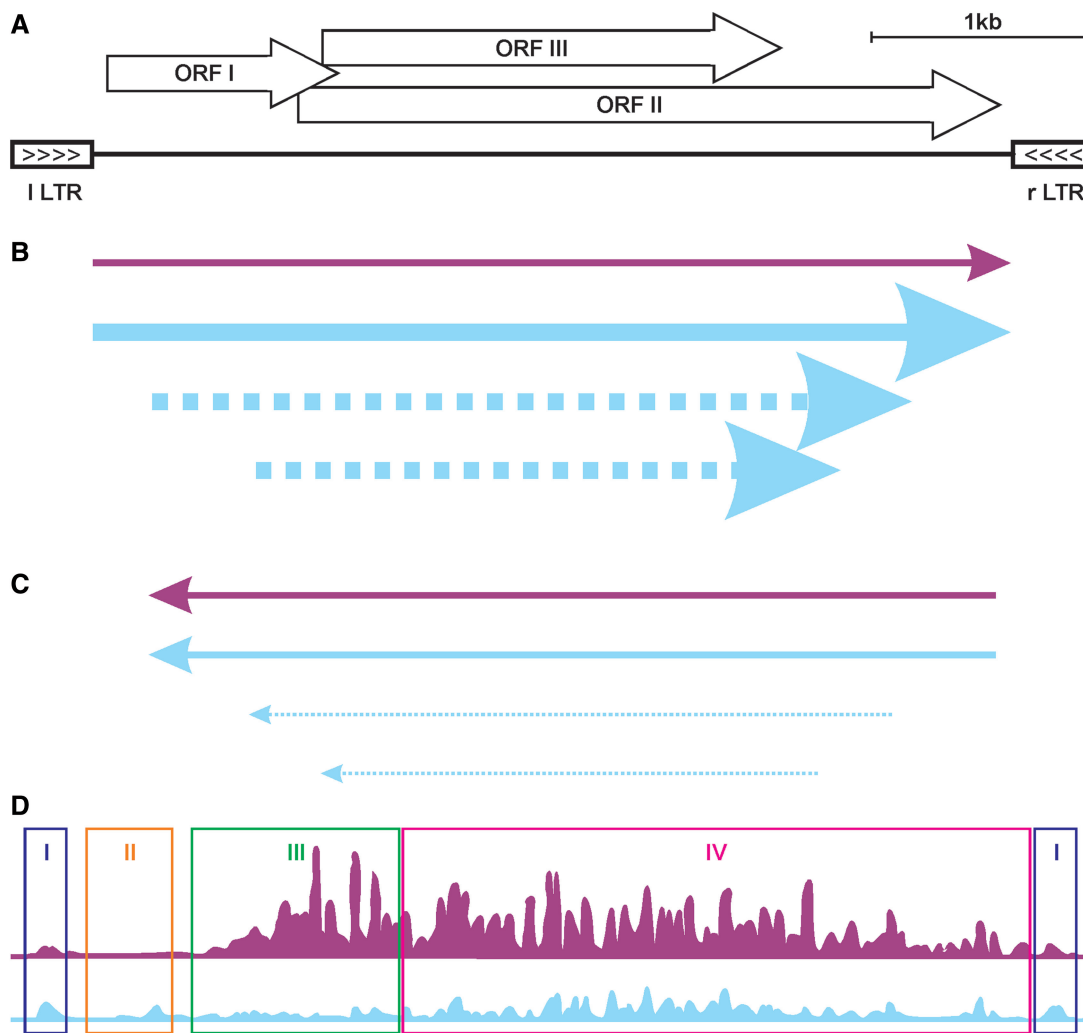 A
1kb
ORF III
ORF I
ORF II
>>>>
<<<<
l LTR
r LTR
B
C
D
I
II
III
IV
I